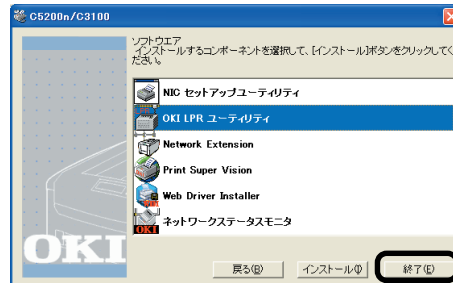 C5200n/C3100
ソフトウエア
インストールするコンポーネントを選択して、[インストール]ボタンをクリックしてく
ださい。
NIC セットアップユーティリティ
OKI LPR ユーティリティ
Network Extension
Print Super Vision
Web Driver Installer
ネットワークステータスモニタ
OKI
OKI
戻る(B) インストール(I) 終了(E)